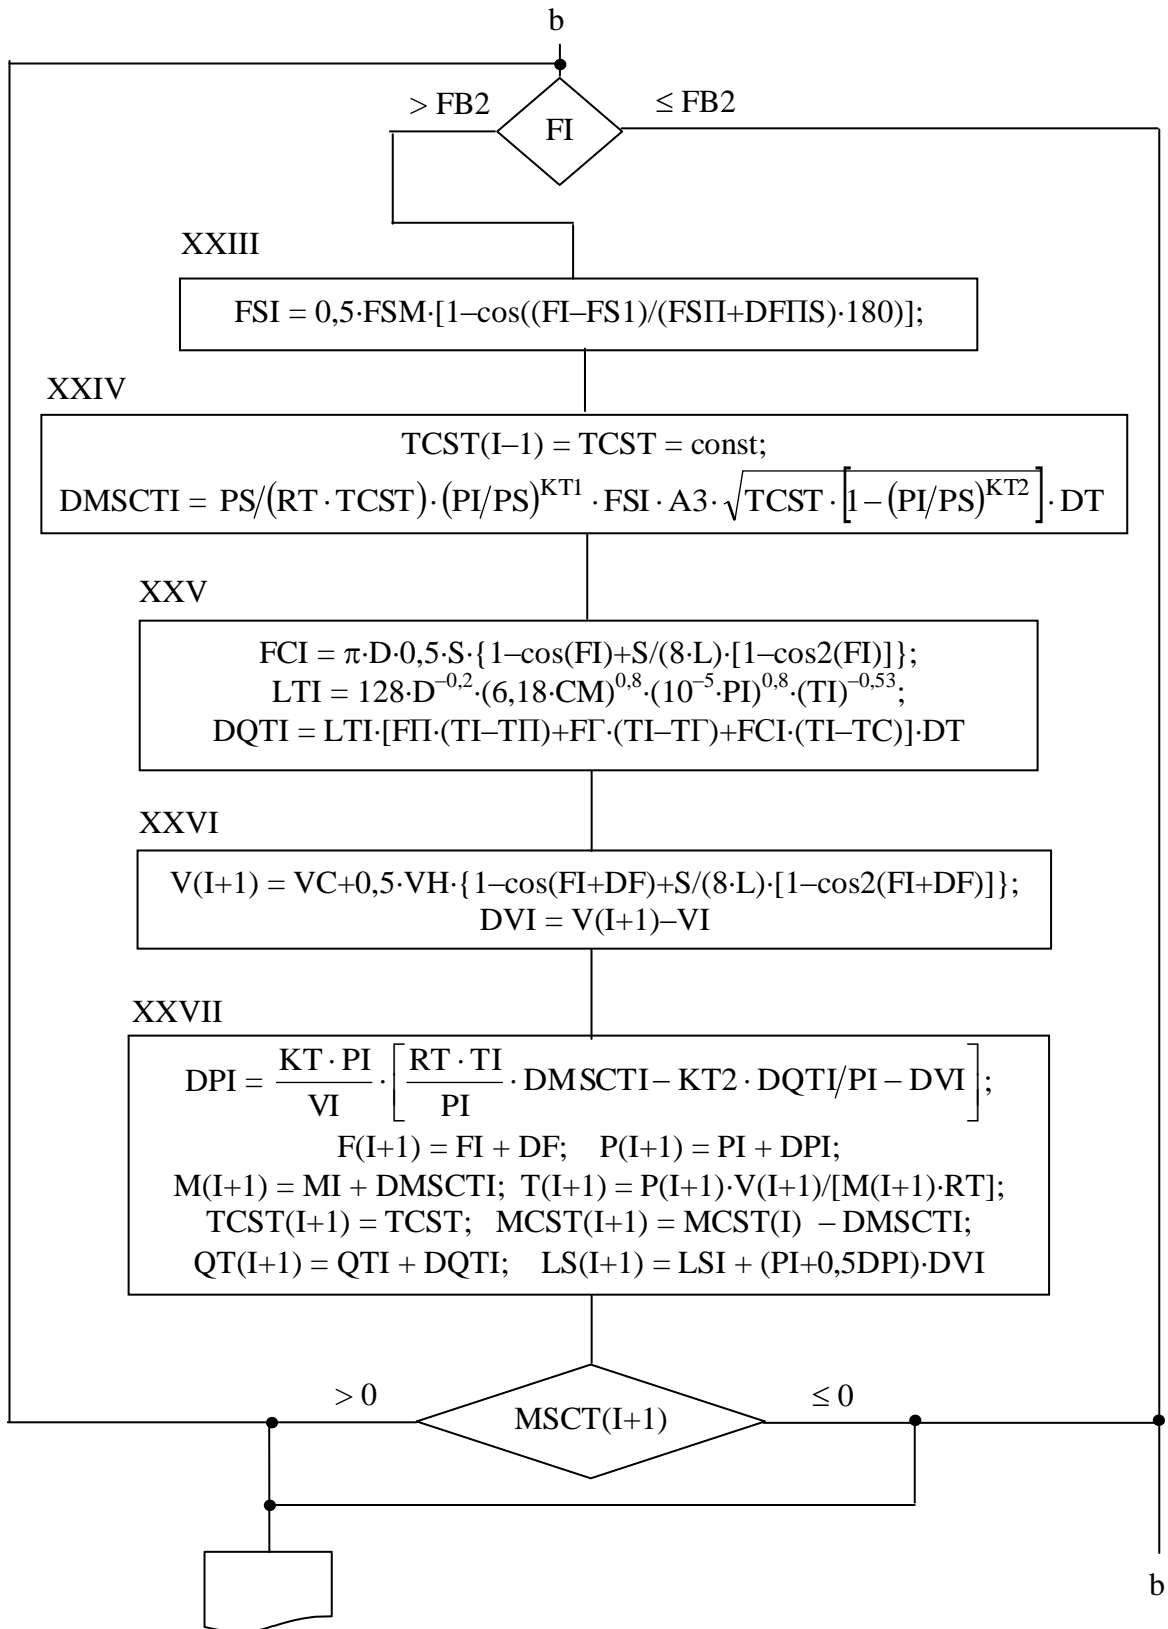 b
> FB2
≤ FB2
FI
XXIII
FSI = 0,5·FSM·[1–cos((FI–FS1)/(FSΠ+DFΠS)·180)];
XXIV
TCST(I–1) = TCST = const;
DMSCTI = PS/(RT·TCST)·(PI/PS)^KT1·FSI·A3·√TCST·[1–(PI/PS)^KT2]·DT
XXV
FCI = π·D·0,5·S·{1–cos(FI)+S/(8·L)·[1–cos2(FI)]};
LTI = 128·D^–0,2·(6,18·CM)^0,8·(10^–5·PI)^0,8·(TI)^–0,53;
DQTI = LTI·[FΠ·(TI–TΠ)+FΓ·(TI–TΓ)+FCI·(TI–TC)]·DT
XXVI
V(I+1) = VC+0,5·VH·{1–cos(FI+DF)+S/(8·L)·[1–cos2(FI+DF)]};
DVI = V(I+1)–VI
XXVII
DPI = KT·PI/VI·[RT·TI/PI·DMSCTI–KT2·DQTI/PI–DVI];
F(I+1) = FI + DF; P(I+1) = PI + DPI;
M(I+1) = MI + DMSCTI; T(I+1) = P(I+1)·V(I+1)/[M(I+1)·RT];
TCST(I+1) = TCST; MCST(I+1) = MCST(I) –DMSCTI;
QT(I+1) = QTI + DQTI; LS(I+1) = LSI + (PI+0,5DPI)·DVI
> 0
≤ 0
MSCT(I+1)
b